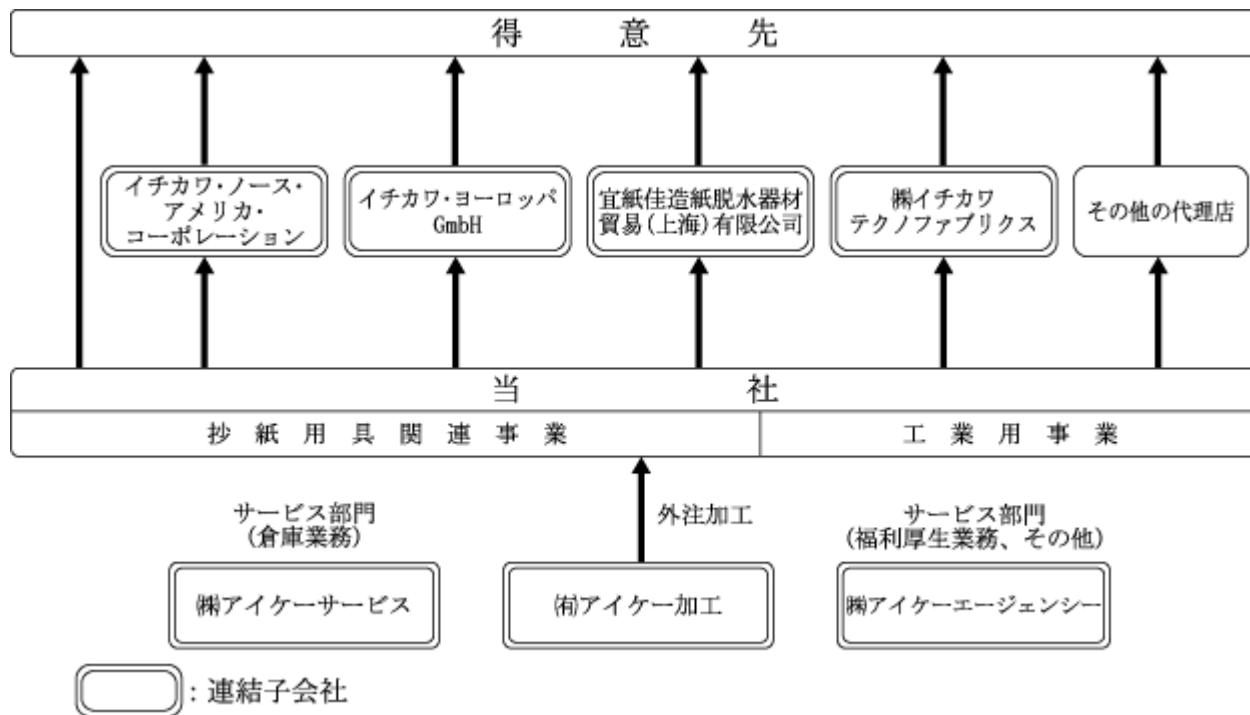 得意先
イチカワ・ノース・
アメリカ・
コーポレーション
イチカワ・ヨーロッパ
GmbH
宜紙佳造紙脱水器材
貿易(上海)有限公司
㈱イチカワ
テクノファブリクス
その他の代理店
当社
抄紙用具関連事業
工業用事業
サービス部門
(倉庫業務)
外注加工
サービス部門
(福利厚生業務、その他)
㈱アイケーサービス
㈲アイケー加工
㈱アイケーエージェンシー
：連結子会社